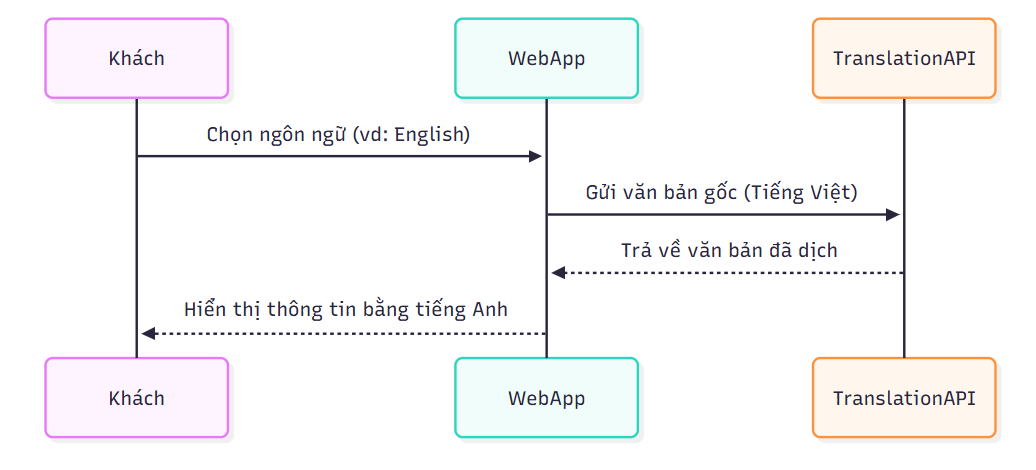 Khách
WebApp
TranslationAPI
Chọn ngôn ngữ (vd: English)
Gửi văn bản gốc (Tiếng Việt)
Trả về văn bản đã dịch
Hiển thị thông tin bằng tiếng Anh
Khách
WebApp
TranslationAPI